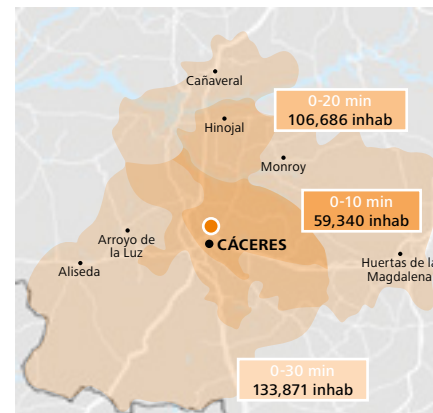 Cañaveral
0-20 min
106,686 inhab
Hinojal
Monroy
0-10 min
59,340 inhab
Arroyo de
la Luz
CÁCERES
Aliseda
Huertas de la
Magdalena
0-30 min
133,871 inhab